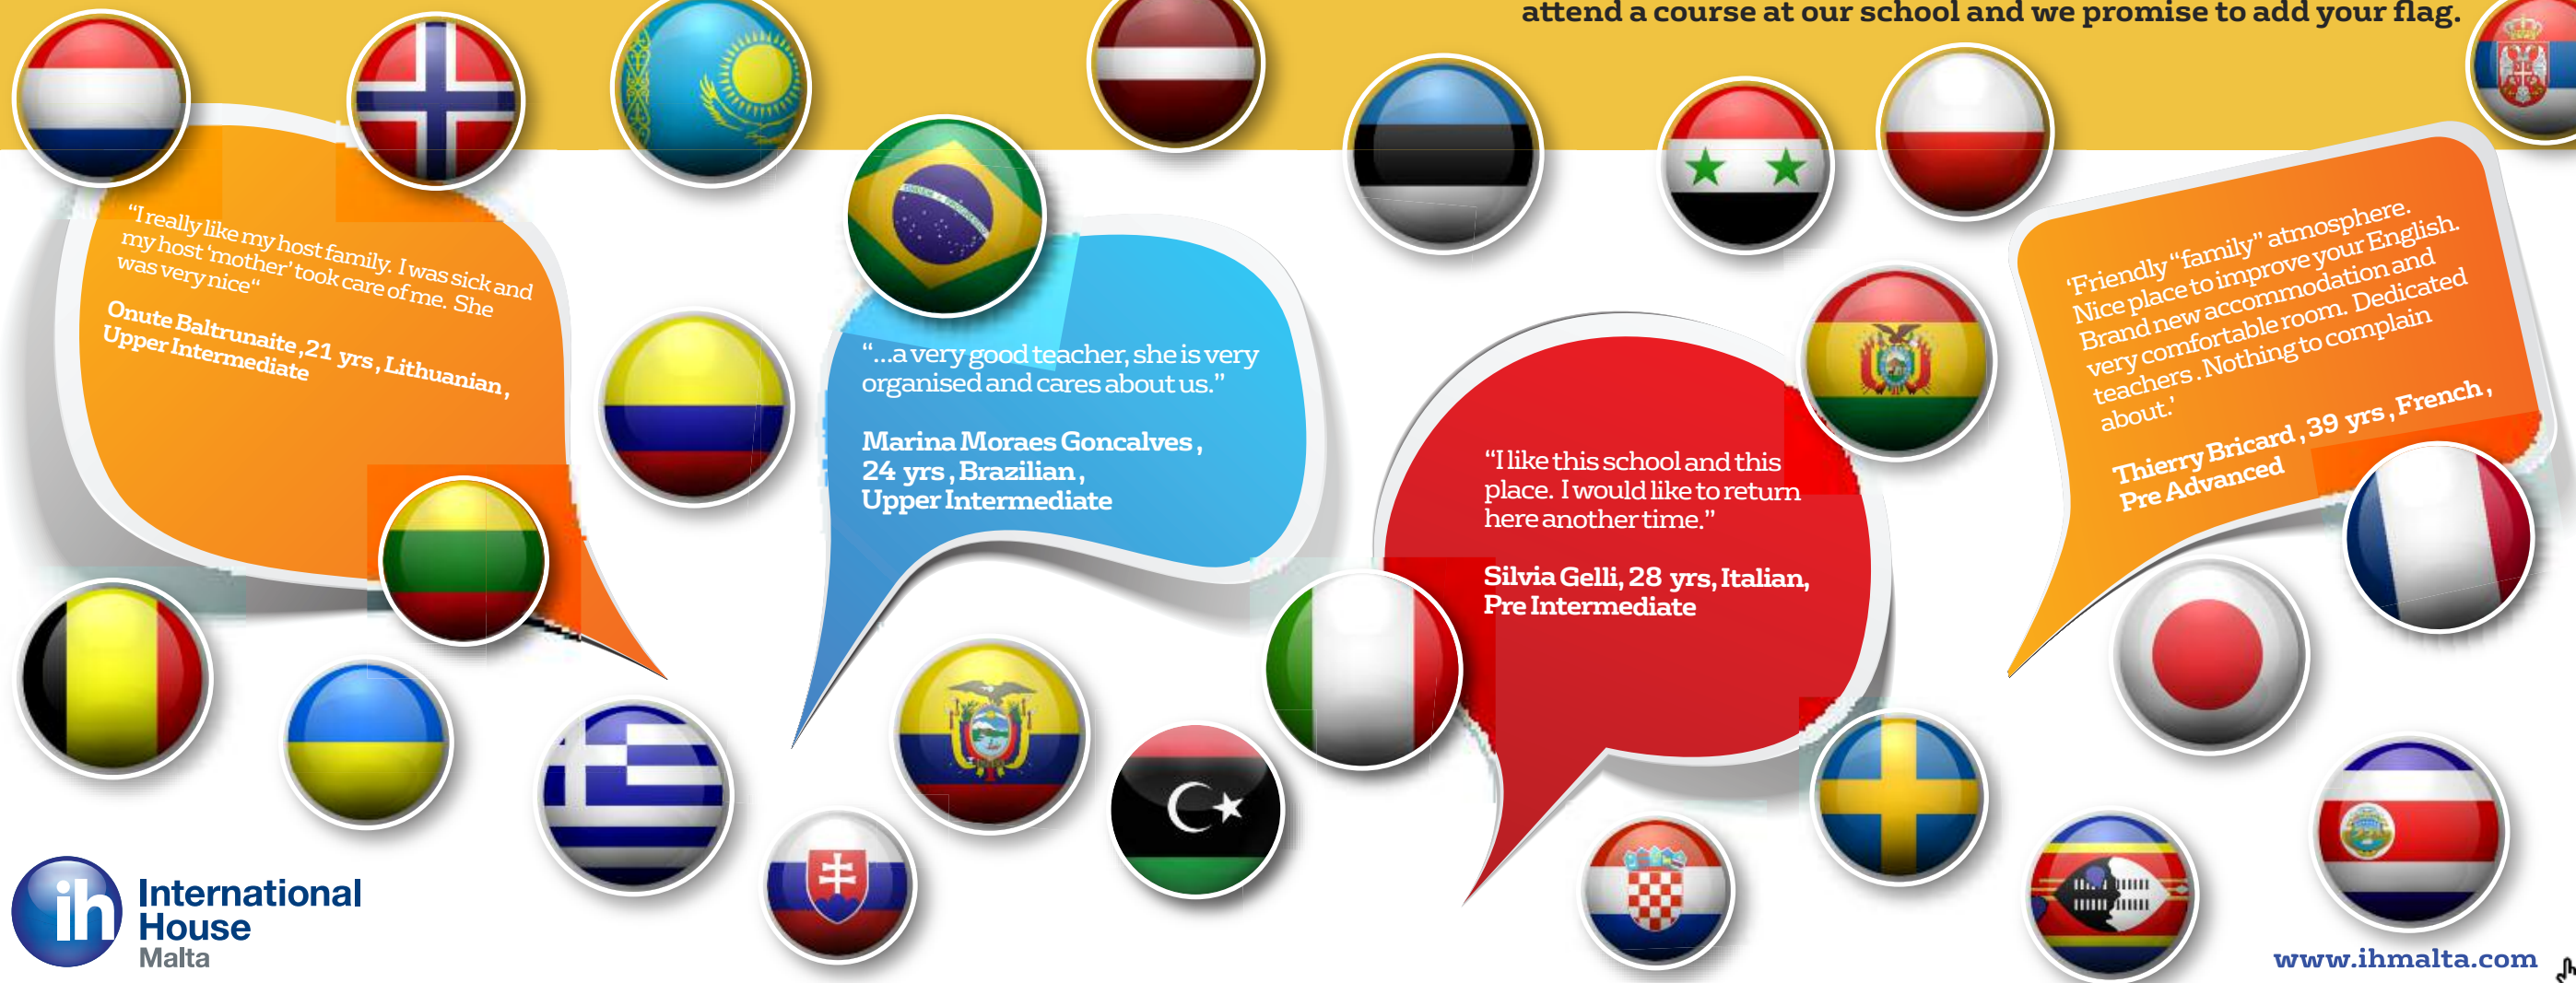 attend a course at our school and we promise to add your flag.
“I really like my host family. I was sick and
my host ‘mother’ took care of me. She
was very nice“
Onute Baltrunaite ,21 yrs , Lithuanian ,
Upper Intermediate
“...a very good teacher, she is very
organised and cares about us.”
Marina Moraes Goncalves ,
24 yrs , Brazilian ,
Upper Intermediate
“I like this school and this
place. I would like to return
here another time.”
Silvia Gelli, 28 yrs, Italian,
Pre Intermediate
‘Friendly “family” atmosphere.
Nice place to improve your English.
Brand new accommodation and
very comfortable room. Dedicated
teachers . Nothing to complain
about.’
Thierry Bricard , 39 yrs , French ,
Pre Advanced
ih
International
House
Malta
www.ihmalta.com